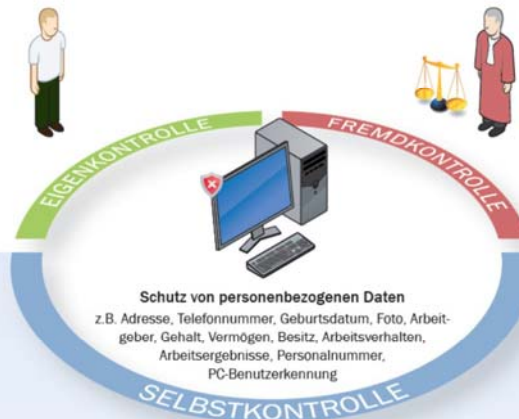 EIGENKONTROLLE
FREMDKONTROLLE
Schutz von personenbezogenen Daten
z.B. Adresse, Telefonnummer, Geburtsdatum, Foto, Arbeit-
geber, Gehalt, Vermögen, Besitz, Arbeitsverhalten,
Arbeitsergebnisse, Personalnummer,
PC-Benutzerkennung
SELBSTKONTROLLE